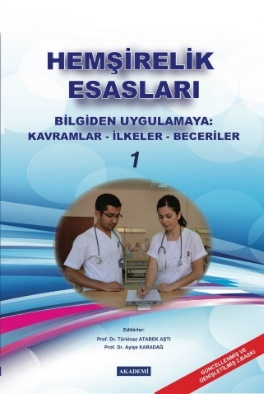 HEMŞİRELİK
ESASLARI
BİLGİDEN UYGULAMAYA:
KAVRAMLAR - İLKELER - BECERİLER
1
Editörler:
Prof. Dr. Türkinaz ATABEK AŞTI
Prof. Dr. Ayişe KARADAĞ
AKADEMİ
GÜNCELLENMİŞ VE
GENİŞLETİLMİŞ 2.BASKI